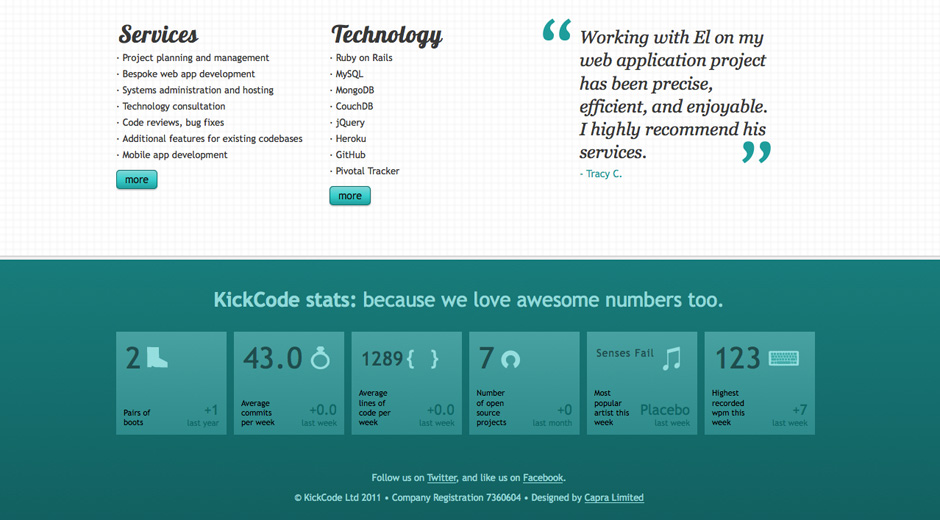 Services
· Project planning and management
· Bespoke web app development
· Systems administration and hosting
· Technology consultation
· Code reviews, bug fixes
· Additional features for existing codebases
· Mobile app development
more
Technology
· Ruby on Rails
· MySQL
· MongoDB
· CouchDB
· jQuery
· Heroku
· GitHub
· Pivotal Tracker
more
“ Working with El on my
web application project
has been precise,
efficient, and enjoyable.
I highly recommend his
services. ”
- Tracy C.
KickCode stats: because we love awesome numbers too.
2
Pairs of
boots
+1
last year
43.0
Average
commits
per week
+0.0
last week
1289 { }
Average
lines of
code per
week
+0.0
last week
7
Number
of open
source
projects
+0
last month
Senses Fail
Most
popular
artist this
week
Placebo
last week
123
Highest
recorded
wpm this
week
+7
last week
Follow us on Twitter, and like us on Facebook.
© KickCode Ltd 2011 • Company Registration 7360604 • Designed by Capra Limited